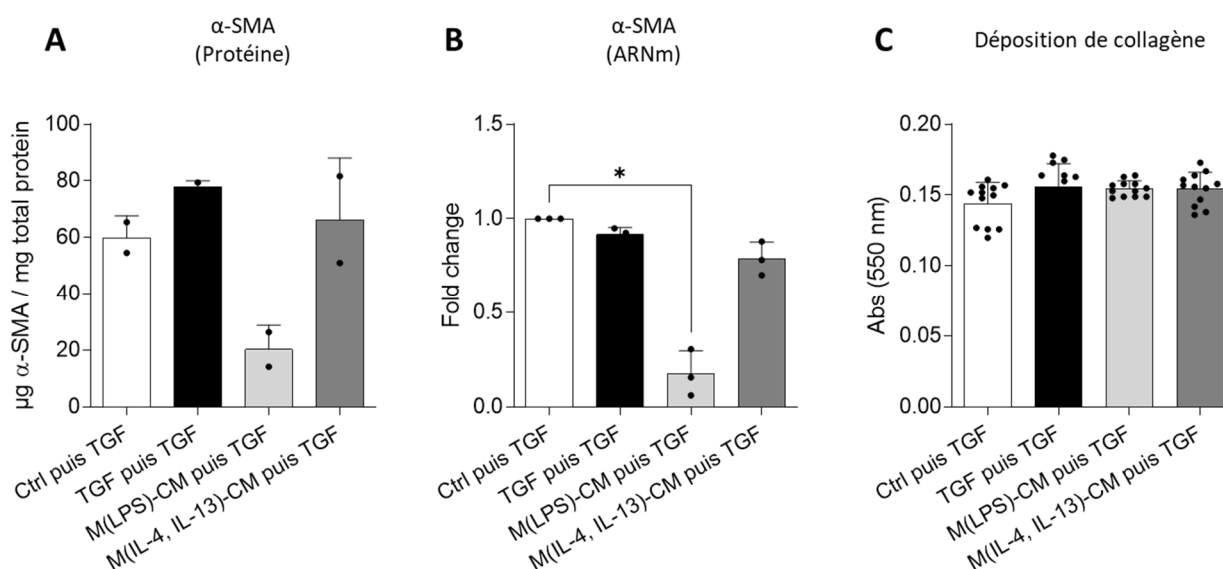 A
α-SMA
(Protéine)
µg α-SMA / mg total protein
100
80
60
40
20
0
Ctrl puis TGF
TGF puis TGF
M(LPS)-CM puis TGF
M(IL-4, IL-13)-CM puis TGF
B
α-SMA
(ARNm)
Fold change
1.5
1.0
0.5
0.0
*
Ctrl puis TGF
TGF puis TGF
M(LPS)-CM puis TGF
M(IL-4, IL-13)-CM puis TGF
C
Déposition de collagène
Abs (550 nm)
0.20
0.15
0.10
0.05
0.00
Ctrl puis TGF
TGF puis TGF
M(LPS)-CM puis TGF
M(IL-4, IL-13)-CM puis TGF